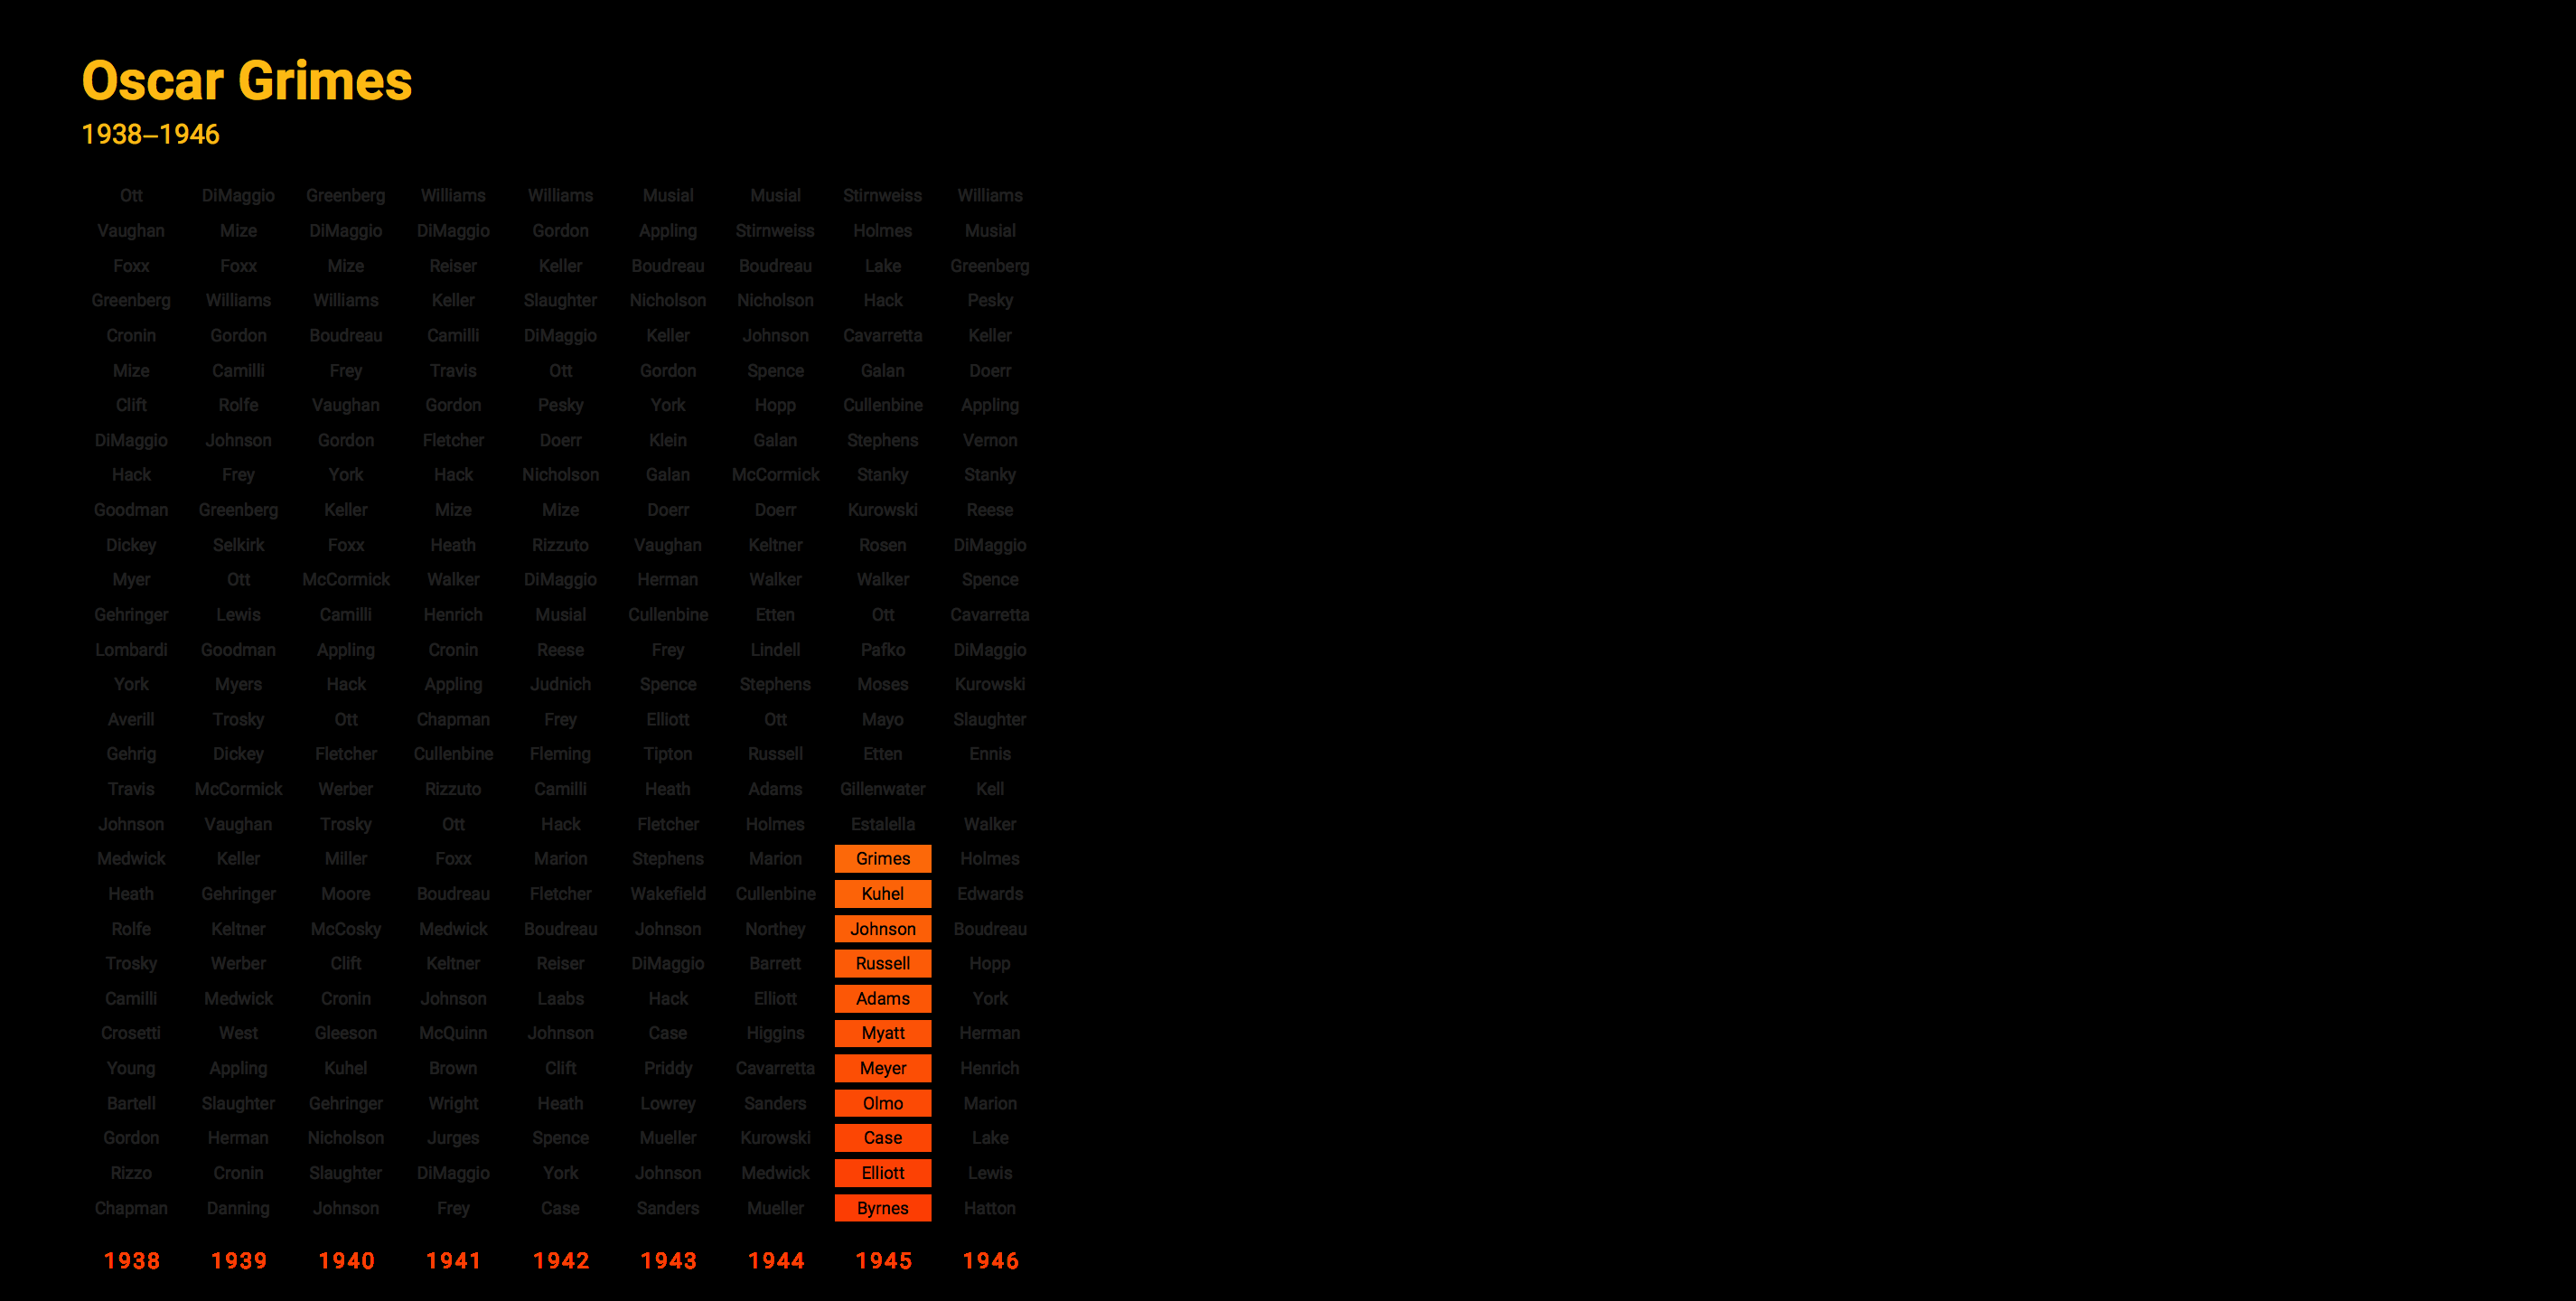 Oscar Grimes
1938–1946
Ott DiMaggio Greenberg Williams Williams Musial Musial Stirnweiss Williams
Vaughan Mize DiMaggio DiMaggio Gordon Appling Stirnweiss Holmes Musial
Foxx Foxx Mize Reiser Keller Boudreau Boudreau Lake Greenberg
Greenberg Williams Williams Keller Slaughter Nicholson Nicholson Hack Pesky
Cronin Gordon Boudreau Camilli DiMaggio Keller Johnson Cavarretta Keller
Mize Camilli Frey Travis Ott Gordon Spence Galan Doerr
Clift Rolfe Vaughan Gordon Pesky York Hopp Cullenbine Appling
DiMaggio Johnson Gordon Fletcher Doerr Klein Galan Stephens Vernon
Hack Frey York Hack Nicholson Galan McCormick Stanky Stanky
Goodman Greenberg Keller Mize Mize Doerr Doerr Kurowski Reese
Dickey Selkirk Foxx Heath Rizzuto Vaughan Keltner Rosen DiMaggio
Myer Ott McCormick Walker DiMaggio Herman Walker Walker Spence
Gehringer Lewis Camilli Henrich Musial Cullenbine Etten Ott Cavarretta
Lombardi Goodman Appling Cronin Reese Frey Lindell Pafko DiMaggio
York Myers Hack Appling Judnich Spence Stephens Moses Kurowski
Averill Trosky Ott Chapman Frey Elliott Ott Mayo Slaughter
Gehrig Dickey Fletcher Cullenbine Fleming Tipton Russell Etten Ennis
Travis McCormick Werber Rizzuto Camilli Heath Adams Gillenwater Kell
Johnson Vaughan Trosky Ott Hack Fletcher Holmes Estalella Walker
Medwick Keller Miller Foxx Marion Stephens Marion Grimes Holmes
Heath Gehringer Moore Boudreau Fletcher Wakefield Cullenbine Kuhel Edwards
Rolfe Keltner McCosky Medwick Boudreau Johnson Northey Johnson Boudreau
Trosky Werber Clift Keltner Reiser DiMaggio Barrett Russell Hopp
Camilli Medwick Cronin Johnson Laabs Hack Elliott Adams York
Crosetti West Gleeson McQuinn Johnson Case Higgins Myatt Herman
Young Appling Kuhel Brown Clift Priddy Cavarretta Meyer Henrich
Bartell Slaughter Gehringer Wright Heath Lowrey Sanders Olmo Marion
Gordon Herman Nicholson Jurges Spence Mueller Kurowski Case Lake
Rizzo Cronin Slaughter DiMaggio York Johnson Medwick Elliott Lewis
Chapman Danning Johnson Frey Case Sanders Mueller Byrnes Hatton
1938 1939 1940 1941 1942 1943 1944 1945 1946